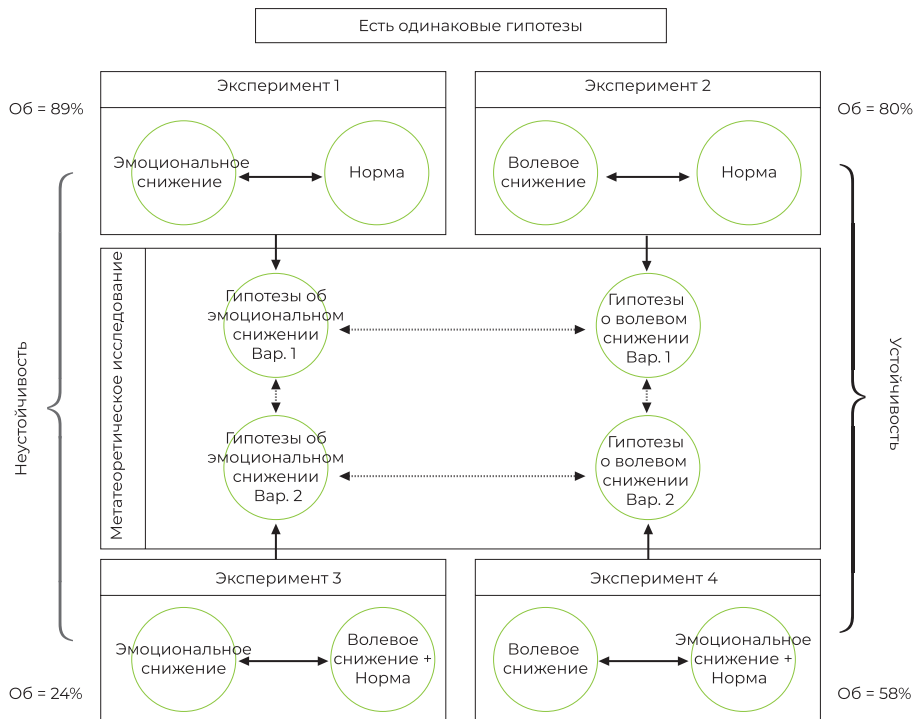 Есть одинаковые гипотезы
Об = 89%
Эксперимент 1
Эмоциональное
снижение
Норма
Эксперимент 2
Волевое
снижение
Норма
Об = 80%
Неустойчивость
Метатеоретическое исследование
Гипотезы об
эмоциональном
снижении
Вар. 1
Гипотезы
о волевом
снижении
Вар. 1
Гипотезы об
эмоциональном
снижении
Вар. 2
Гипотезы
о волевом
снижении
Вар. 2
Устойчивость
Об = 24%
Эксперимент 3
Эмоциональное
снижение
Волевое
снижение +
Норма
Эксперимент 4
Волевое
снижение
Эмоциональное
снижение +
Норма
Об = 58%